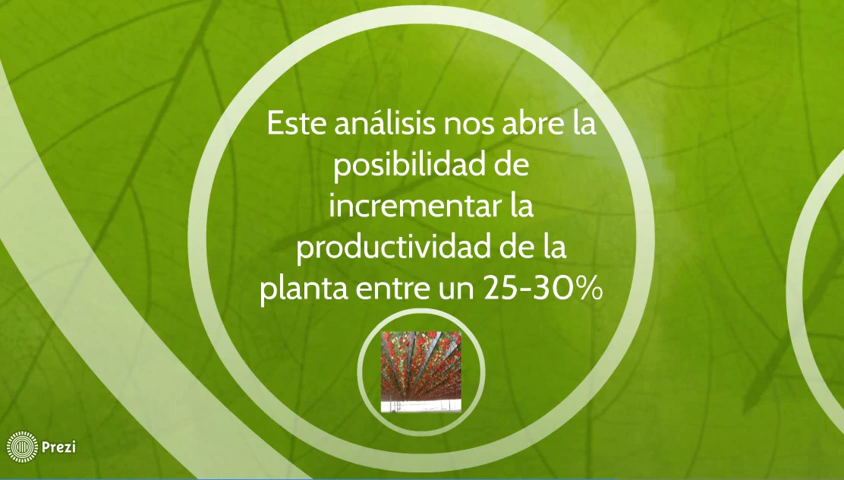 Este análisis nos abre la
posibilidad de
incrementar la
productividad de la
planta entre un 25-30%
Prezi